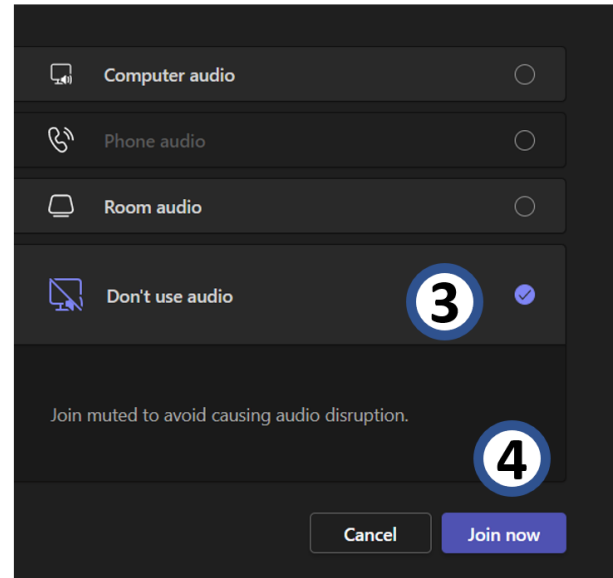 Computer audio
Phone audio
Room audio
Don't use audio
3
Join muted to avoid causing audio disruption.
4
Cancel
Join now